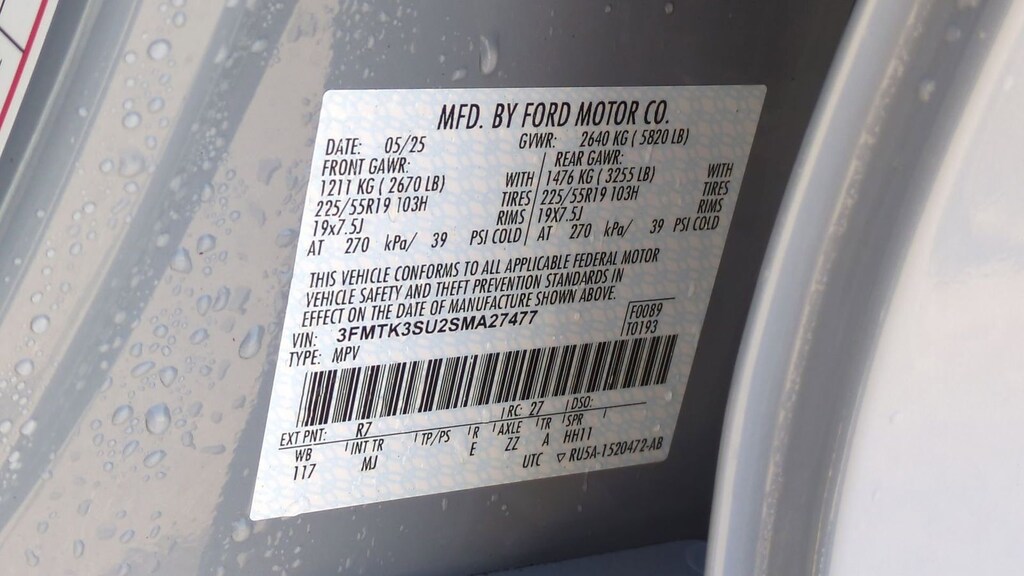 MFD. BY FORD MOTOR CO.
DATE: 05/25 GVWR: 2640 KG ( 5820 LB)
FRONT GAWR: REAR GAWR:
1211 KG ( 2670 LB) WITH 1476 KG ( 3255 LB) WITH
225/55R19 103H TIRES 225/55R19 103H TIRES
19x7.5J RIMS 19X7.5J RIMS
AT 270 kPa/ 39 PSI COLD AT 270 kPa/ 39 PSI COLD
THIS VEHICLE CONFORMS TO ALL APPLICABLE FEDERAL MOTOR
VEHICLE SAFETY AND THEFT PREVENTION STANDARDS IN
EFFECT ON THE DATE OF MANUFACTURE SHOWN ABOVE.
VIN: 3FMTK3SU2SMA27477 F0089
TYPE: MPV T0193
EXT PNT: R7 RC: 27 DSO:
WB INT TR TP/PS R AXLE TR SPR
117 MJ E ZZ A HH11
UTC ▽ RU5A-1520472-AB